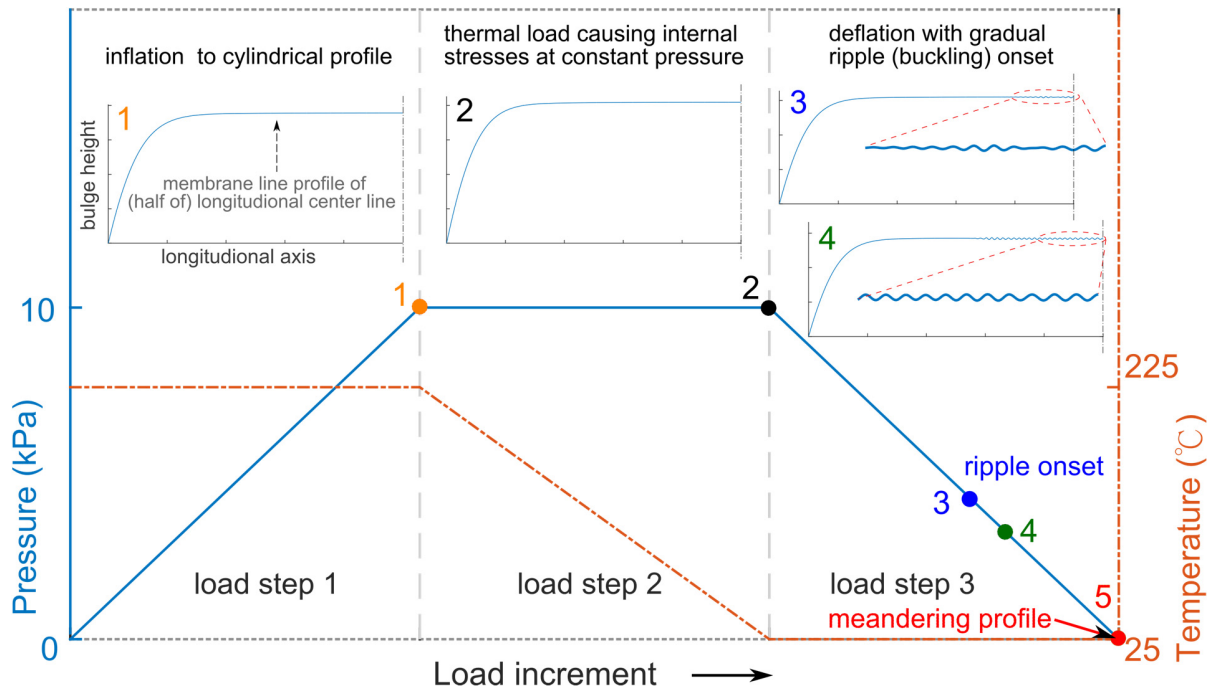 inflation to cylindrical profile
thermal load causing internal
stresses at constant pressure
deflation with gradual
ripple (buckling) onset
1
bulge height
membrane line profile of
(half of) longitudional center line
longitudional axis
2
3
4
10
1
2
225
Pressure (kPa)
Temperature (℃)
ripple onset
3
4
load step 1
load step 2
load step 3
5
meandering profile
0
25
Load increment